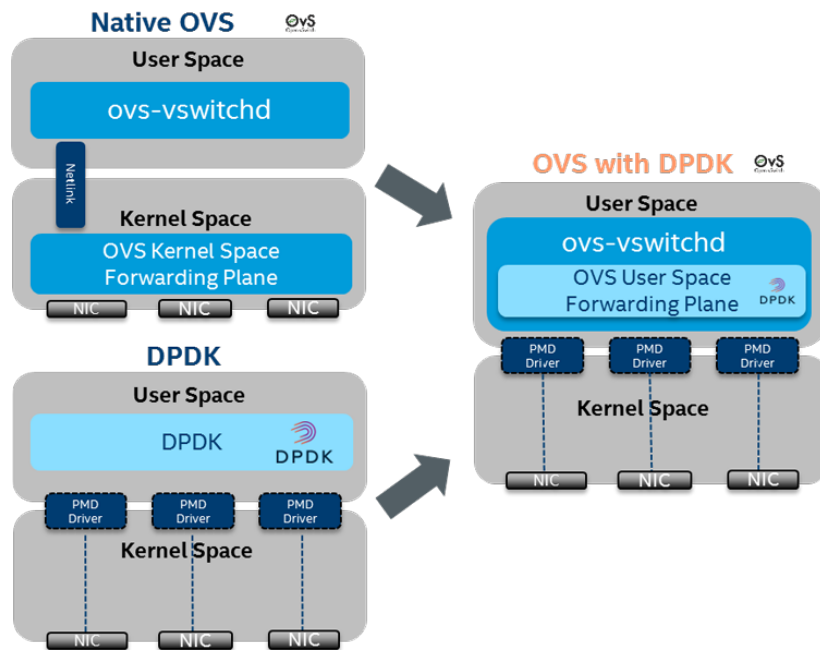 Native OVS
OvS
User Space
ovs-vswitchd
Netlink
Kernel Space
OVS Kernel Space
Forwarding Plane
NIC
NIC
NIC
DPDK
User Space
DPDK
DPDK
PMD
Driver
PMD
Driver
PMD
Driver
Kernel Space
NIC
NIC
NIC
OVS with DPDK
OvS
User Space
ovs-vswitchd
OVS User Space
Forwarding Plane
DPDK
PMD
Driver
PMD
Driver
PMD
Driver
Kernel Space
NIC
NIC
NIC